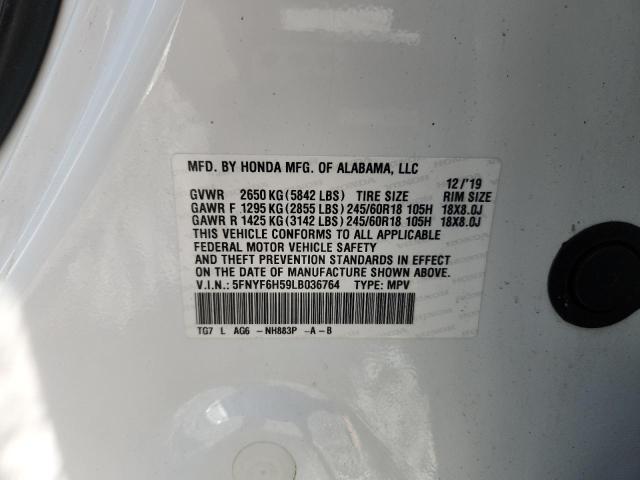 MFD. BY HONDA MFG. OF ALABAMA, LLC
12/'19
GVWR 2650 KG(5842 LBS) TIRE SIZE RIM SIZE
GAWR F 1295 KG(2855 LBS) 245/60R18 105H 18X8.0J
GAWR R 1425 KG(3142 LBS) 245/60R18 105H 18X8.0J
THIS VEHICLE CONFORMS TO ALL APPLICABLE
FEDERAL MOTOR VEHICLE SAFETY
AND THEFT PREVENTION STANDARDS IN EFFECT
ON THE DATE OF MANUFACTURE SHOWN ABOVE.
V.I.N.: 5FNYF6H59LB036764 TYPE: MPV
TG7 L AG6 -NH883P -A-B